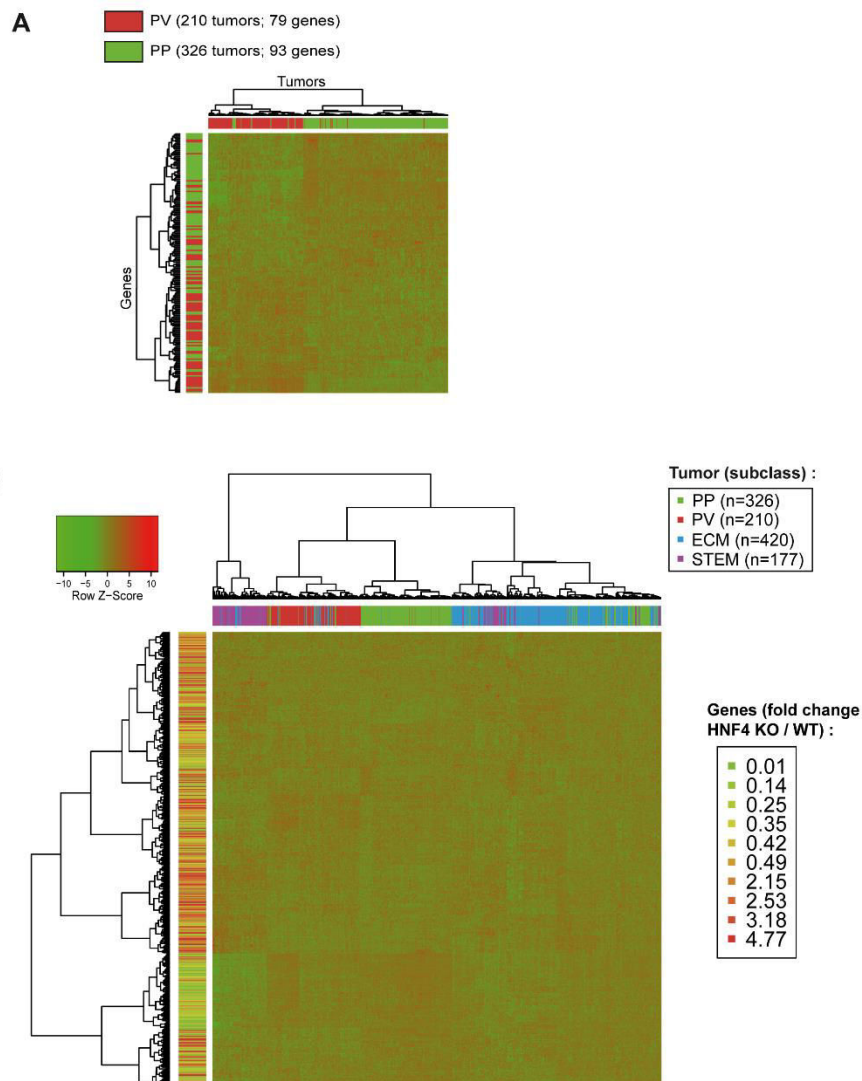 A
PV (210 tumors; 79 genes)
PP (326 tumors; 93 genes)
Tumors
Genes
Tumor (subclass) :
PP (n=326)
PV (n=210)
ECM (n=420)
STEM (n=177)
−10 −5 0 5 10
Row Z−Score
Genes (fold change
HNF4 KO / WT) :
0.01
0.14
0.25
0.35
0.42
0.49
2.15
2.53
3.18
4.77